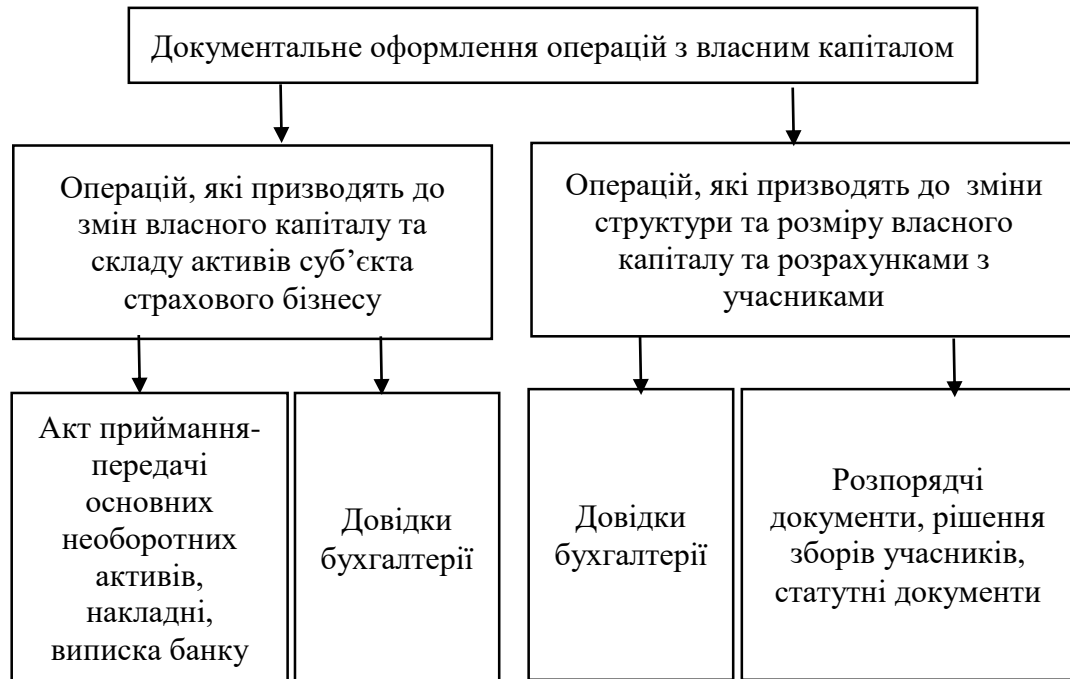 Документальне оформлення операцій з власним капіталом
Операцій, які призводять до
змін власного капіталу та
складу активів суб’єкта
страхового бізнесу
Операцій, які призводять до  зміни
структури та розміру власного
капіталу та розрахунками з
учасниками
Акт приймання-
передачі
основних
необоротних
активів,
накладні,
виписка банку
Довідки
бухгалтерії
Довідки
бухгалтерії
Розпорядчі
документи, рішення
зборів учасників,
статутні документи